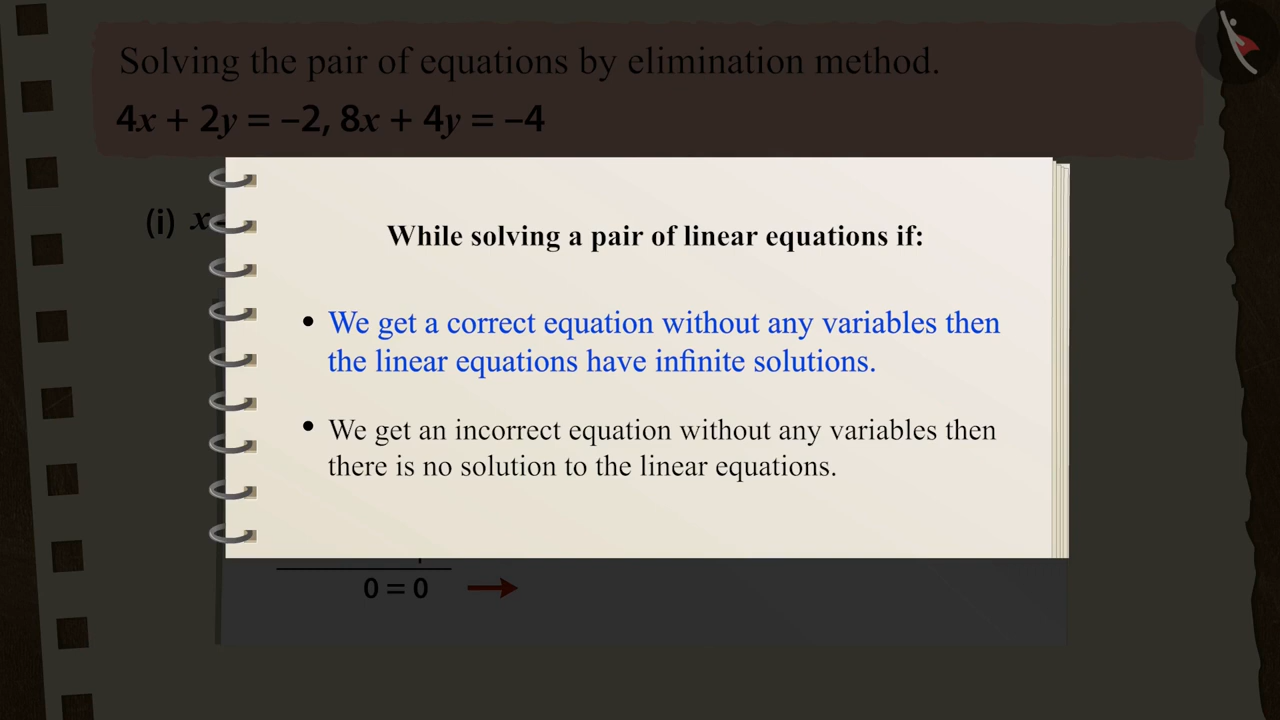 Solving the pair of equations by elimination method.
4x + 2y = –2, 8x + 4y = –4
(i) x
While solving a pair of linear equations if:
• We get a correct equation without any variables then
the linear equations have infinite solutions.
• We get an incorrect equation without any variables then
there is no solution to the linear equations.
0 = 0